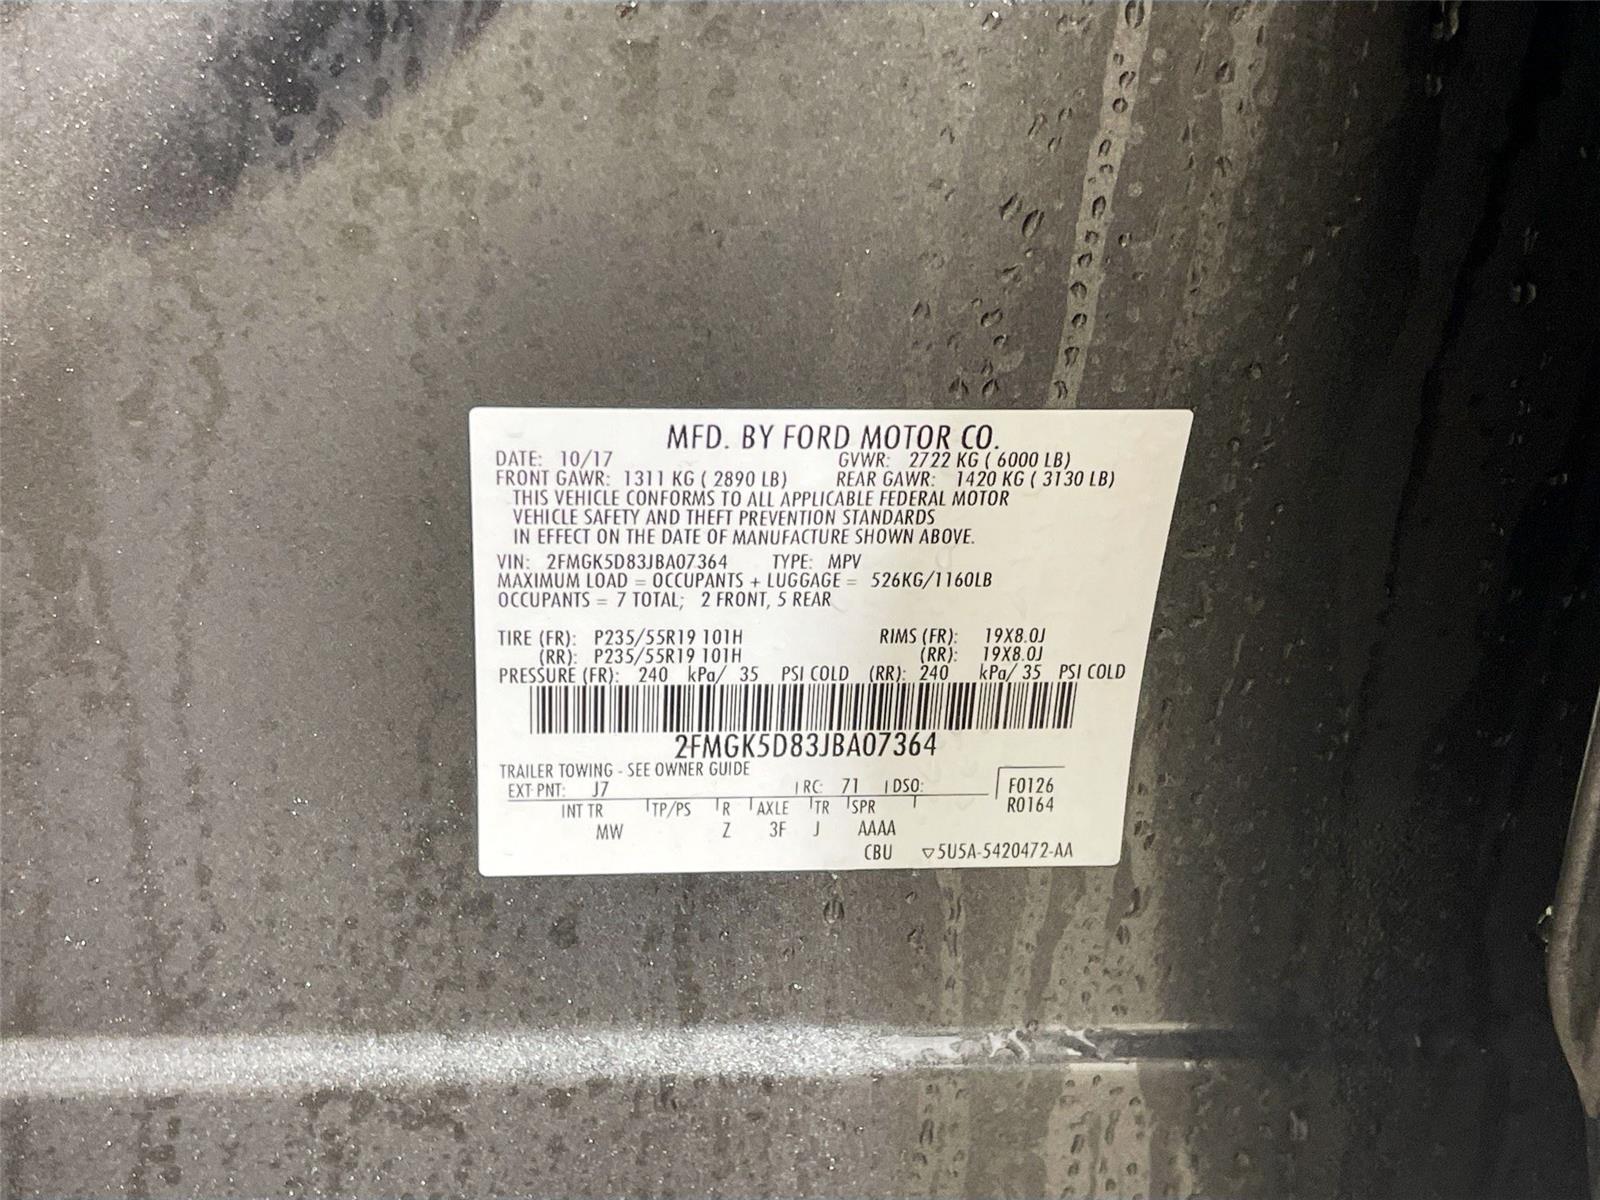 MFD. BY FORD MOTOR CO.
DATE: 10/17 GVWR: 2722 KG ( 6000 LB)
FRONT GAWR: 1311 KG ( 2890 LB) REAR GAWR: 1420 KG ( 3130 LB)
THIS VEHICLE CONFORMS TO ALL APPLICABLE FEDERAL MOTOR
VEHICLE SAFETY AND THEFT PREVENTION STANDARDS
IN EFFECT ON THE DATE OF MANUFACTURE SHOWN ABOVE.
VIN: 2FMGK5D83JBA07364 TYPE: MPV
MAXIMUM LOAD = OCCUPANTS + LUGGAGE = 526KG/1160LB
OCCUPANTS = 7 TOTAL; 2 FRONT, 5 REAR
TIRE (FR): P235/55R19 101H RIMS (FR): 19X8.0J
(RR): P235/55R19 101H (RR): 19X8.0J
PRESSURE (FR): 240 kPa/ 35 PSI COLD (RR): 240 kPa/ 35 PSI COLD
2FMGK5D83JBA07364
TRAILER TOWING - SEE OWNER GUIDE
EXT PNT: J7 RC: 71 DSO: F0126
INT TR TP/PS R AXLE TR SPR R0164
MW Z 3F J AAAA
CBU ▽5U5A-5420472-AA